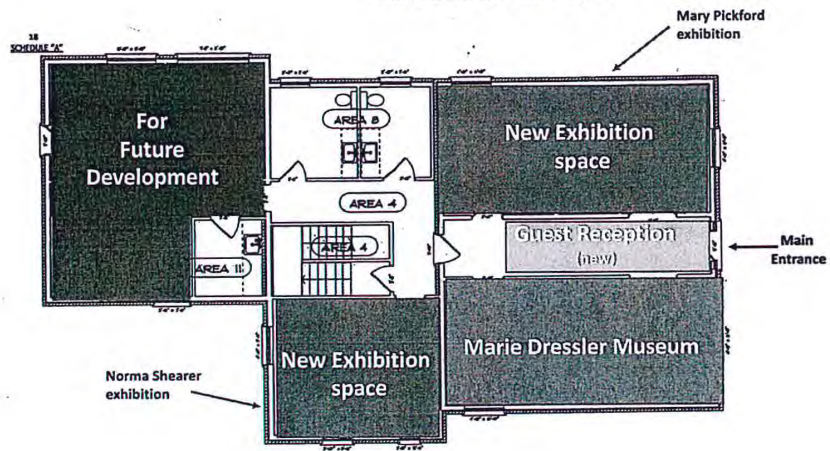 Mary Pickford
exhibition
18
SCHEDULE "A"
For
Future
Development
AREA 8
New Exhibition
space
AREA 4
Guest Reception
(new)
Main
Entrance
AREA 4
AREA 11
New Exhibition
space
Marie Dressler Museum
Norma Shearer
exhibition